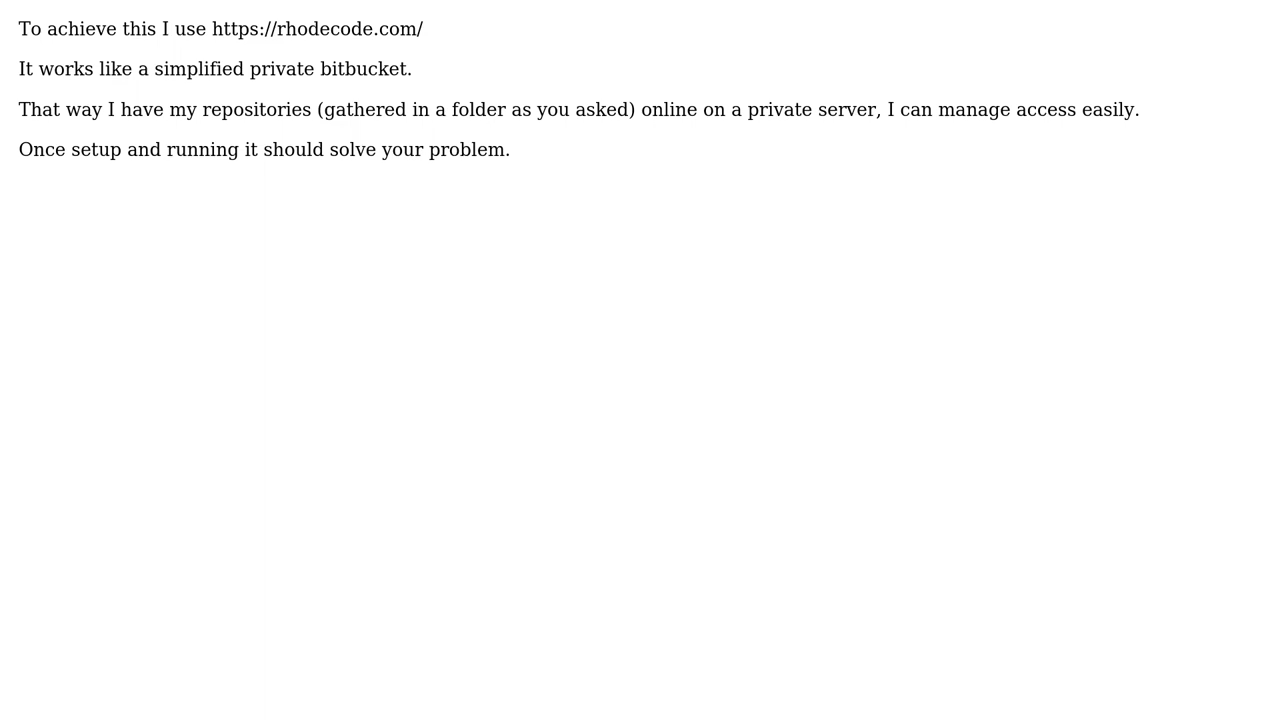 To achieve this I use https://rhodecode.com/
It works like a simplified private bitbucket.
That way I have my repositories (gathered in a folder as you asked) online on a private server, I can manage access easily.
Once setup and running it should solve your problem.